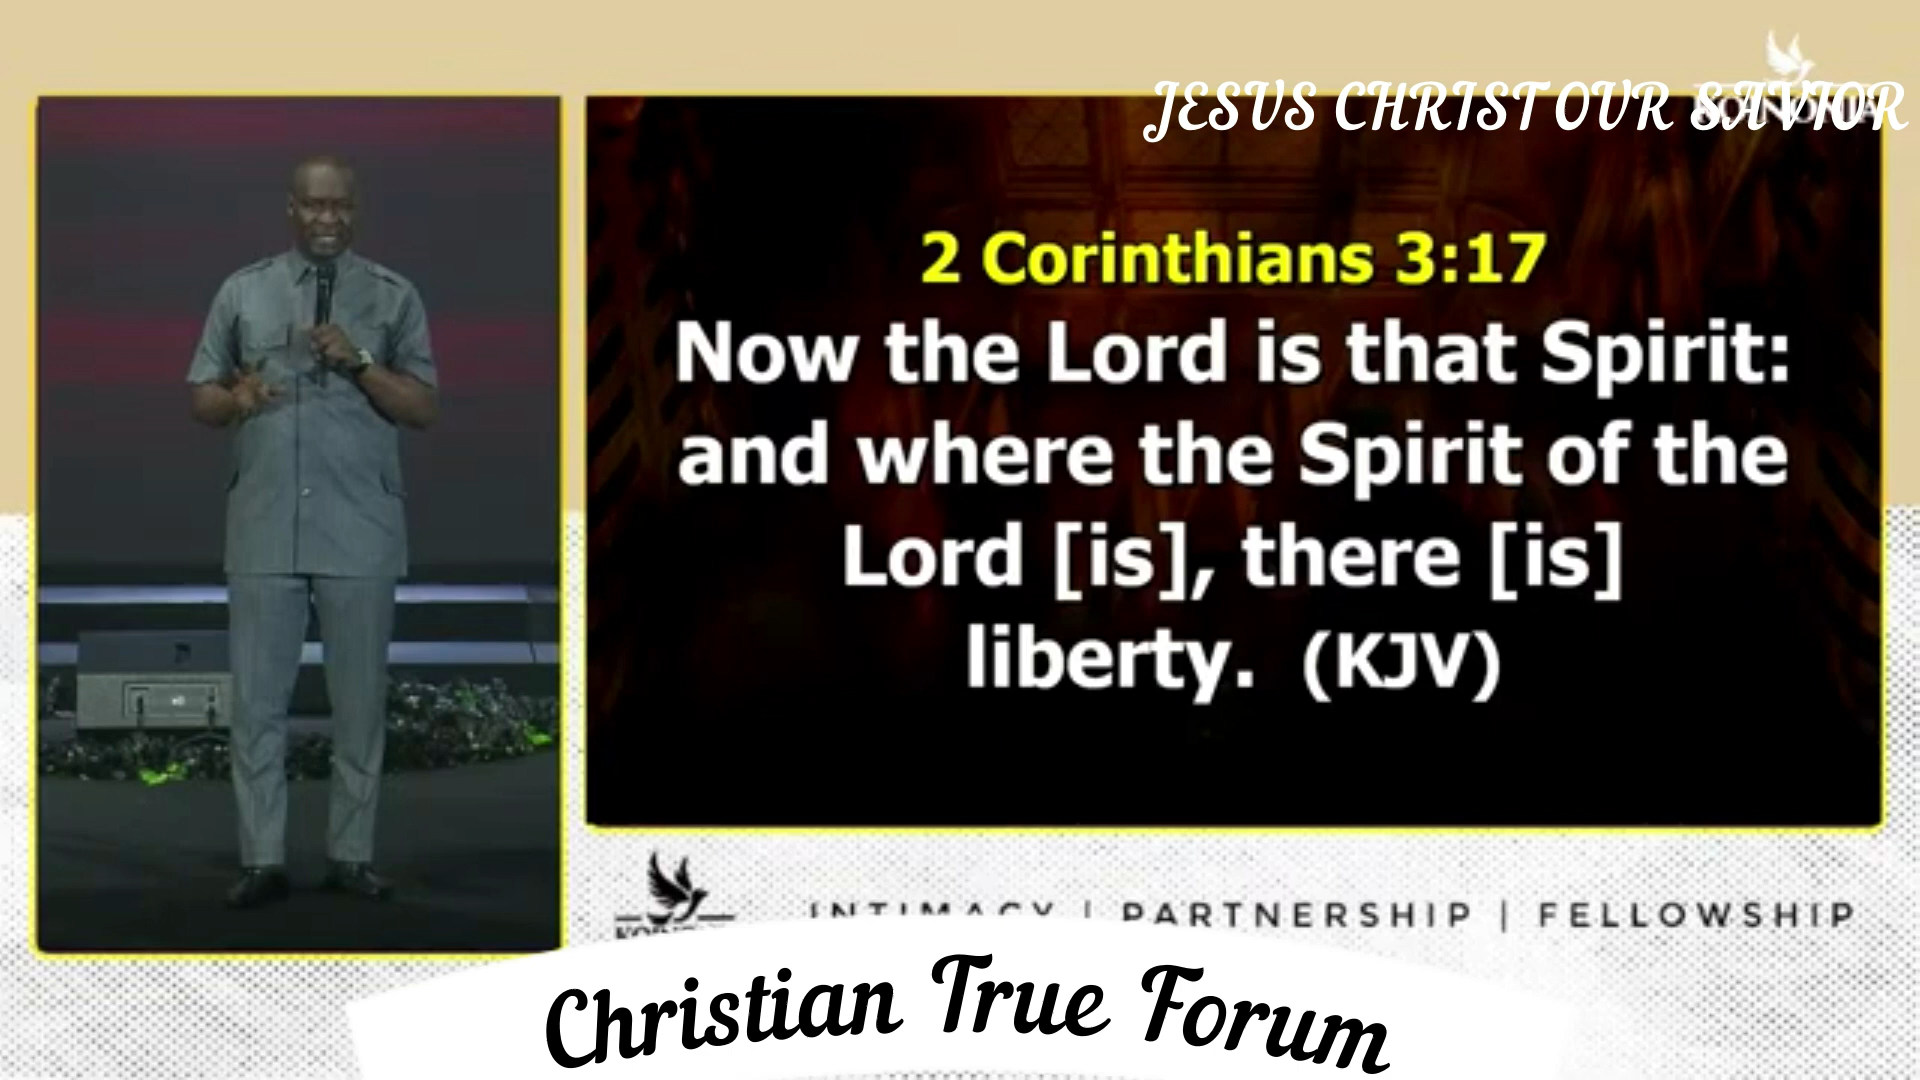 JESUS CHRIST OUR SAVIOR
2 Corinthians 3:17
Now the Lord is that Spirit:
and where the Spirit of the
Lord [is], there [is]
liberty. (KJV)
INTIMACY | PARTNERSHIP | FELLOWSHIP
Christian True Forum